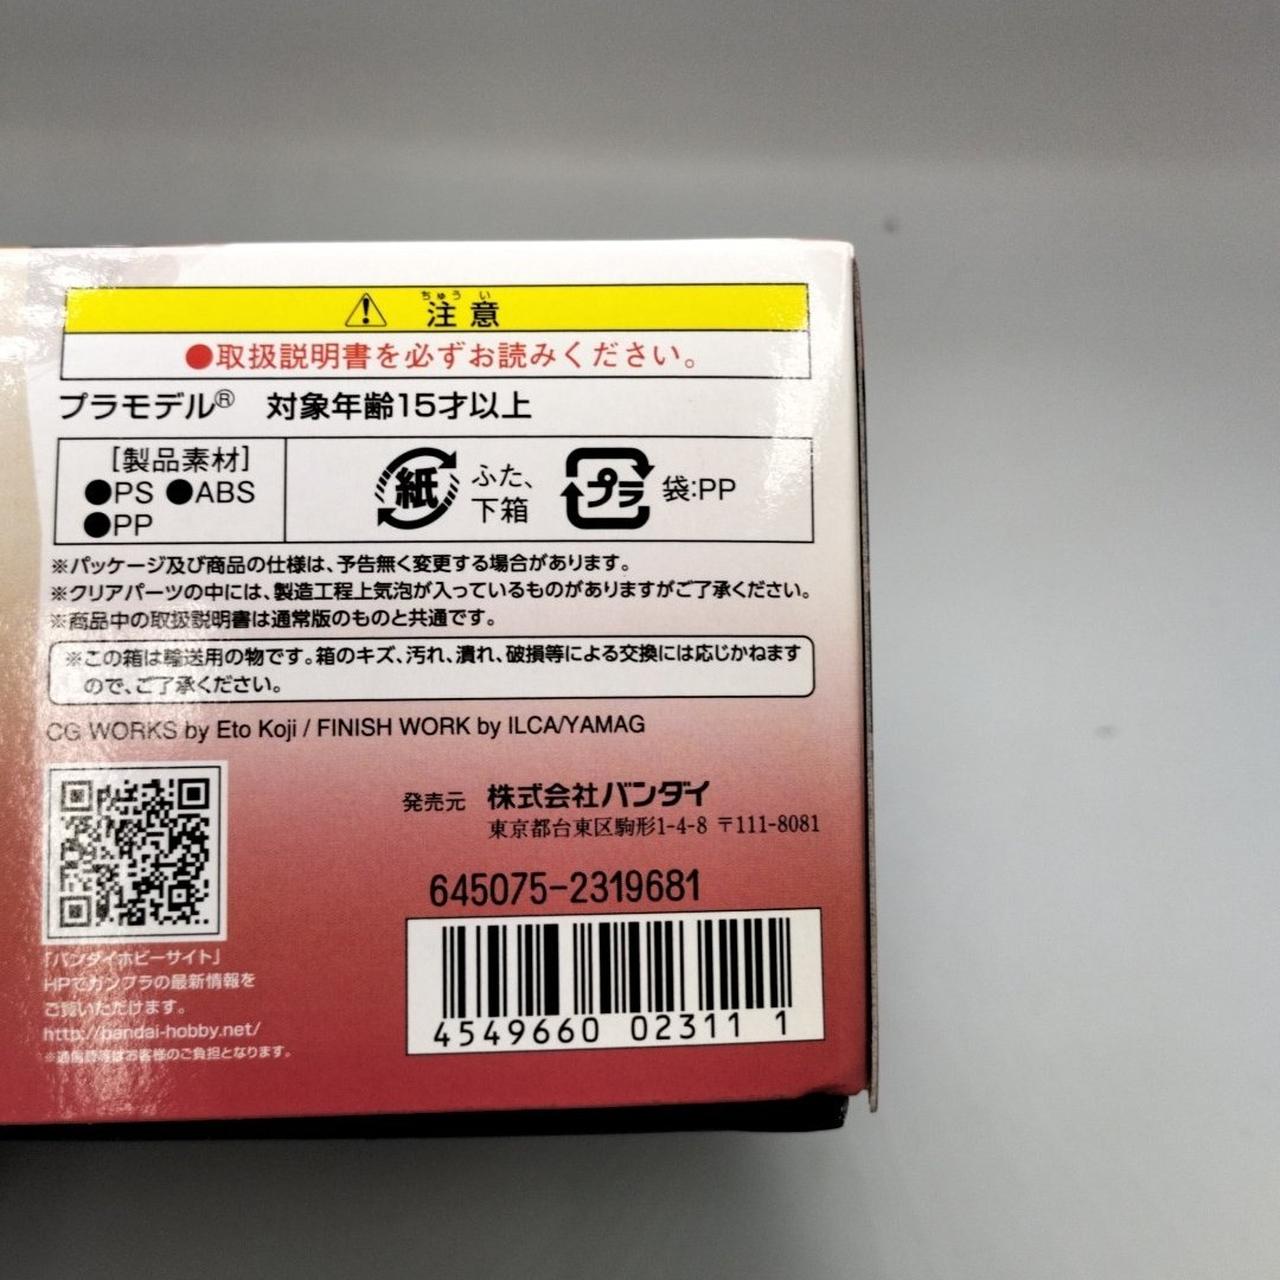 ちゅう い
注意
●取扱説明書を必ずお読みください。
プラモデル® 対象年齢15才以上
[製品素材]
●PS ●ABS
●PP
紙 ふた、
下箱
プラ 袋:PP
※パッケージ及び商品の仕様は、予告無く変更する場合があります。
※クリアパーツの中には、製造工程上気泡が入っているものがありますがご了承ください。
※商品中の取扱説明書は通常版のものと共通です。
※この箱は輸送用の物です。箱のキズ、汚れ、潰れ、破損等による交換には応じかねます
ので、ご了承ください。
CG WORKS by Eto Koji / FINISH WORK by ILCA/YAMAG
発売元 株式会社バンダイ
東京都台東区駒形1-4-8 〒111-8081
645075-2319681
4549660 02311 1
「バンダイホビーサイト」
HPでガンプラの最新情報を
ご覧いただけます。
http://bandai-hobby.net/
※通信費等はお客様のご負担となります。